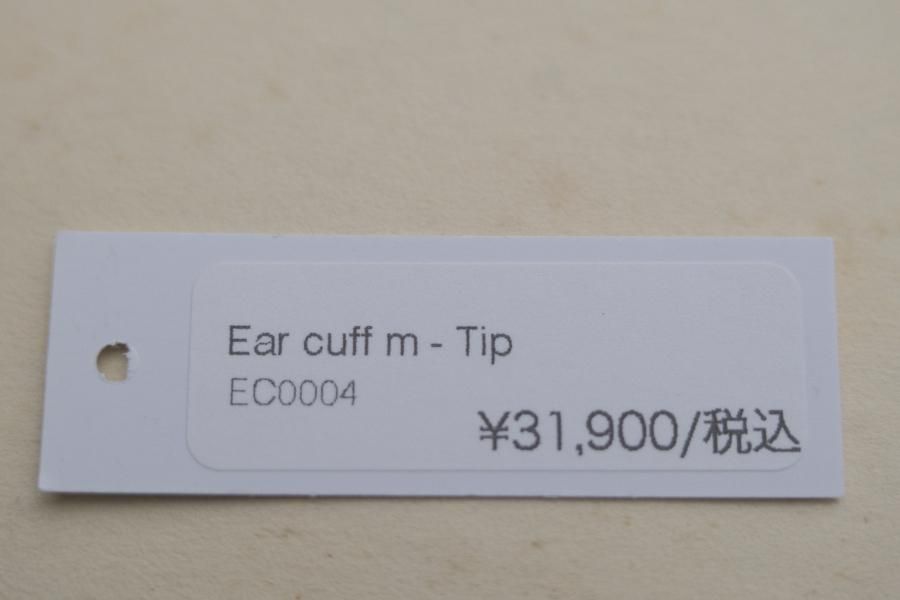 Ear cuff m - Tip
EC0004
¥31,900/税込